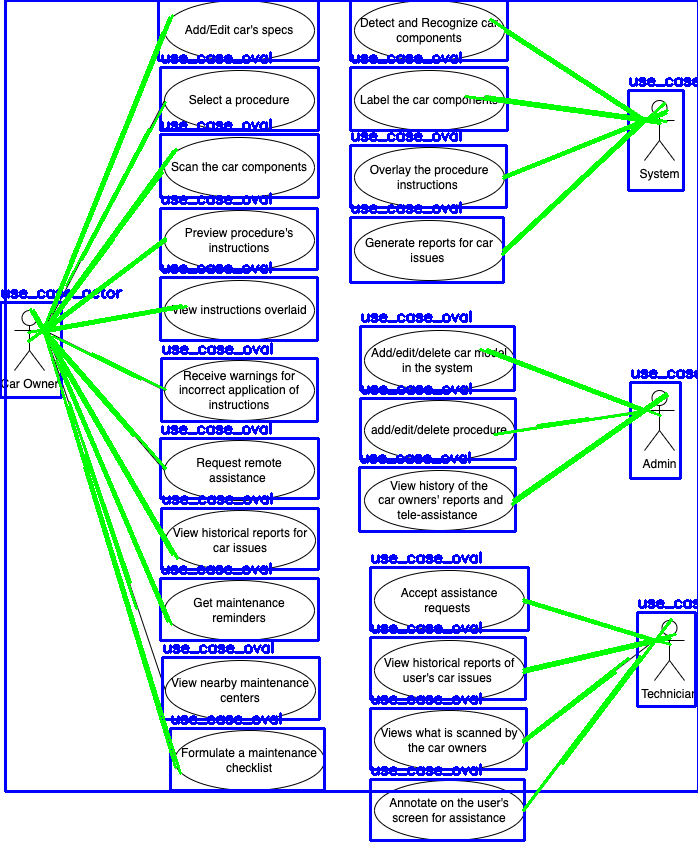 Add/Edit car's specs
use_case_oval
Select a procedure
use_case_oval
Scan the car components
use_case_oval
Preview procedure's
instructions
use_case_oval
View instructions overlaid
use_case_oval
Receive warnings for
incorrect application of
instructions
use_case_oval
Request remote
assistance
use_case_oval
View historical reports for
car issues
use_case_oval
Get maintenance
reminders
use_case_oval
View nearby maintenance
centers
use_case_oval
Formulate a maintenance
checklist
use_case_actor
Car Owner
Detect and Recognize car
components
use_case_oval
Label the car components
use_case_oval
Overlay the procedure
instructions
use_case_oval
Generate reports for car
issues
use_case
System
use_case_oval
Add/edit/delete car model
in the system
use_case_oval
add/edit/delete procedure
use_case_oval
View history of the
car owners' reports and
tele-assistance
use_case
Admin
use_case_oval
Accept assistance
requests
use_case_oval
View historical reports of
user's car issues
use_case_oval
Views what is scanned by
the car owners
use_case_oval
Annotate on the user's
screen for assistance
use_cas
Technician